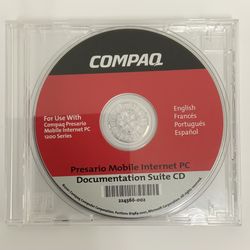 COMPAQ
For Use With
Compaq Presario
Mobile Internet PC
1200 Series
English
Francés
Português
Español
Presario Mobile Internet PC
Documentation Suite CD
224566-002